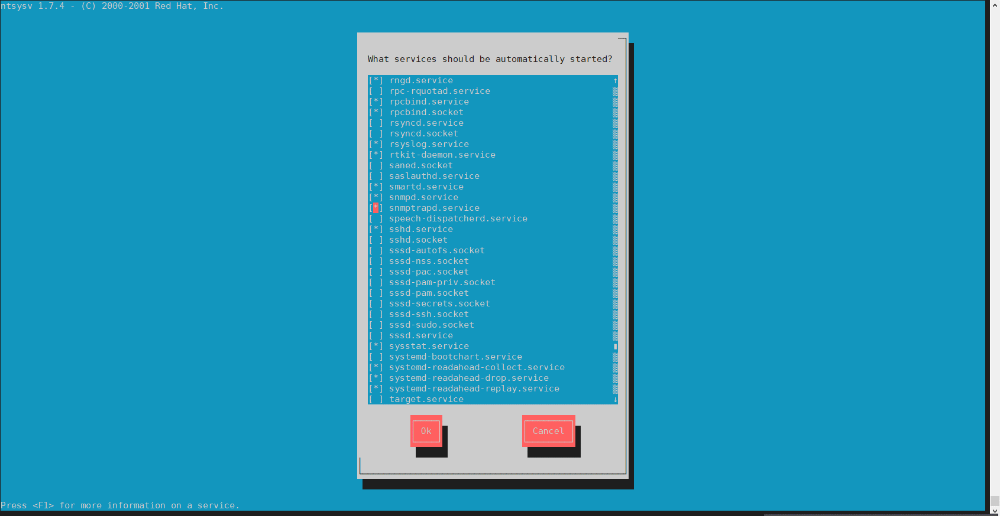 ntsysv 1.7.4 - (C) 2000-2001 Red Hat, Inc.
What services should be automatically started?
[*] rngd.service
[ ] rpc-rquotad.service
[*] rpcbind.service
[*] rpcbind.socket
[ ] rsyncd.service
[ ] rsyncd.socket
[*] rsyslog.service
[*] rtkit-daemon.service
[ ] saned.socket
[ ] saslauthd.service
[*] smartd.service
[*] snmpd.service
[*] snmptrapd.service
[ ] speech-dispatcherd.service
[*] sshd.service
[ ] sshd.socket
[ ] sssd-autofs.socket
[ ] sssd-nss.socket
[ ] sssd-pac.socket
[ ] sssd-pam-priv.socket
[ ] sssd-pam.socket
[ ] sssd-secrets.socket
[ ] sssd-ssh.socket
[ ] sssd-sudo.socket
[ ] sssd.service
[*] sysstat.service
[ ] systemd-bootchart.service
[*] systemd-readahead-collect.service
[*] systemd-readahead-drop.service
[*] systemd-readahead-replay.service
[ ] target.service
Ok Cancel
Press <F1> for more information on a service.